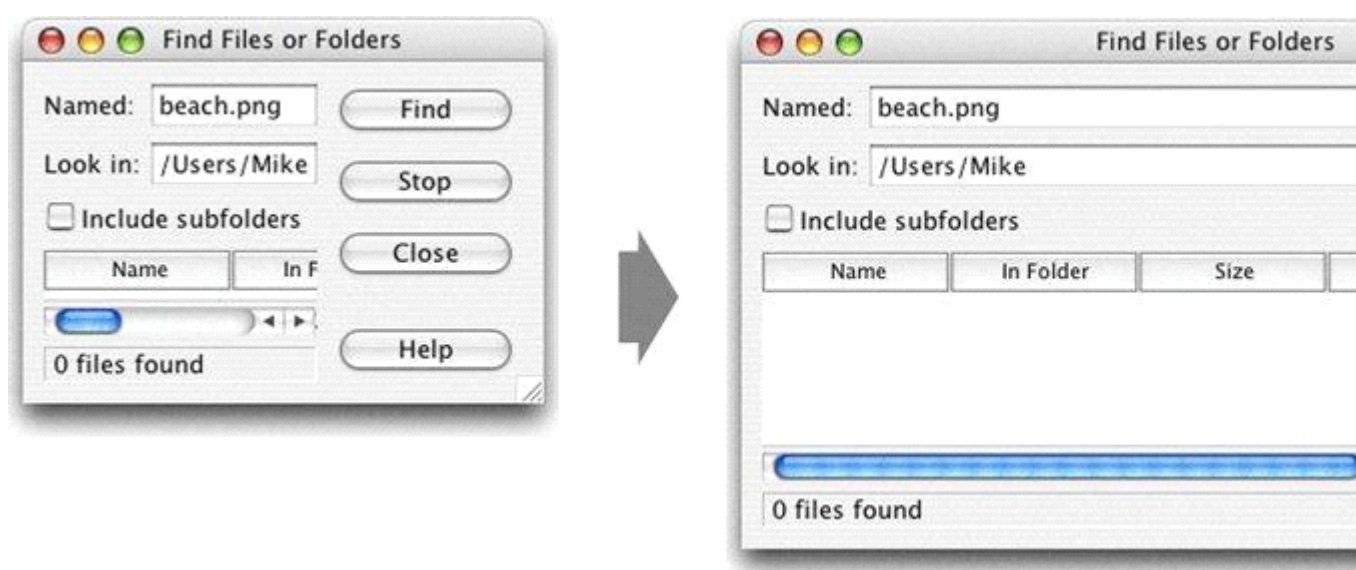 Find Files or Folders
Named: beach.png
Find
Look in: /Users/Mike
Stop
Include subfolders
Close
Name In F
0 files found
Help
Find Files or Folders
Named: beach.png
Look in: /Users/Mike
Include subfolders
Name In Folder Size
0 files found